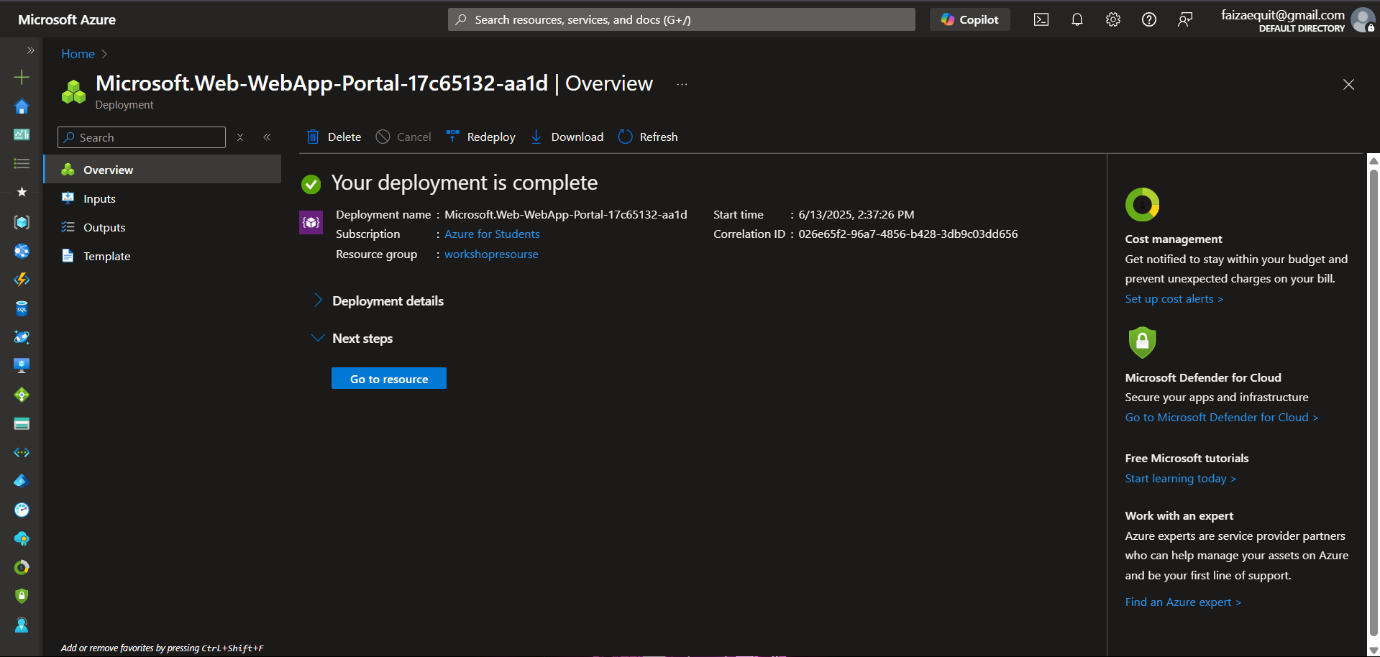 Microsoft Azure
Search resources, services, and docs (G+/)
Copilot
faizaequit@gmail.com
DEFAULT DIRECTORY
Home >
Microsoft.Web-WebApp-Portal-17c65132-aa1d | Overview ...
Deployment
Search
Delete
Cancel
Redeploy
Download
Refresh
Overview
Inputs
Outputs
Template
Your deployment is complete
Deployment name : Microsoft.Web-WebApp-Portal-17c65132-aa1d
Subscription : Azure for Students
Resource group : workshopresourse
Start time : 6/13/2025, 2:37:26 PM
Correlation ID : 026e65f2-96a7-4856-b428-3db9c03dd656
Deployment details
Next steps
Go to resource
Cost management
Get notified to stay within your budget and
prevent unexpected charges on your bill.
Set up cost alerts >
Microsoft Defender for Cloud
Secure your apps and infrastructure
Go to Microsoft Defender for Cloud >
Free Microsoft tutorials
Start learning today >
Work with an expert
Azure experts are service provider partners
who can help manage your assets on Azure
and be your first line of support.
Find an Azure expert >
Add or remove favorites by pressing Ctrl+Shift+F